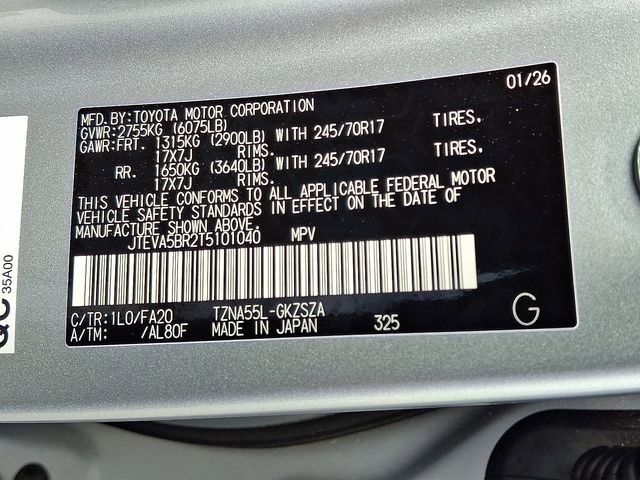 01/26
MFD.BY:TOYOTA MOTOR CORPORATION
GVWR:2755KG (6075LB)
GAWR:FRT. 1315KG (2900LB) WITH 245/70R17 TIRES,
17X7J RIMS.
RR. 1650KG (3640LB) WITH 245/70R17 TIRES,
17X7J RIMS.
THIS VEHICLE CONFORMS TO ALL APPLICABLE FEDERAL MOTOR
VEHICLE SAFETY STANDARDS IN EFFECT ON THE DATE OF
MANUFACTURE SHOWN ABOVE.
JTEVA5BR2T5101040 MPV
C/TR:1L0/FA20 TZNA55L-GKZSZA
A/TM: /AL80F MADE IN JAPAN 325
G
QC 35A00